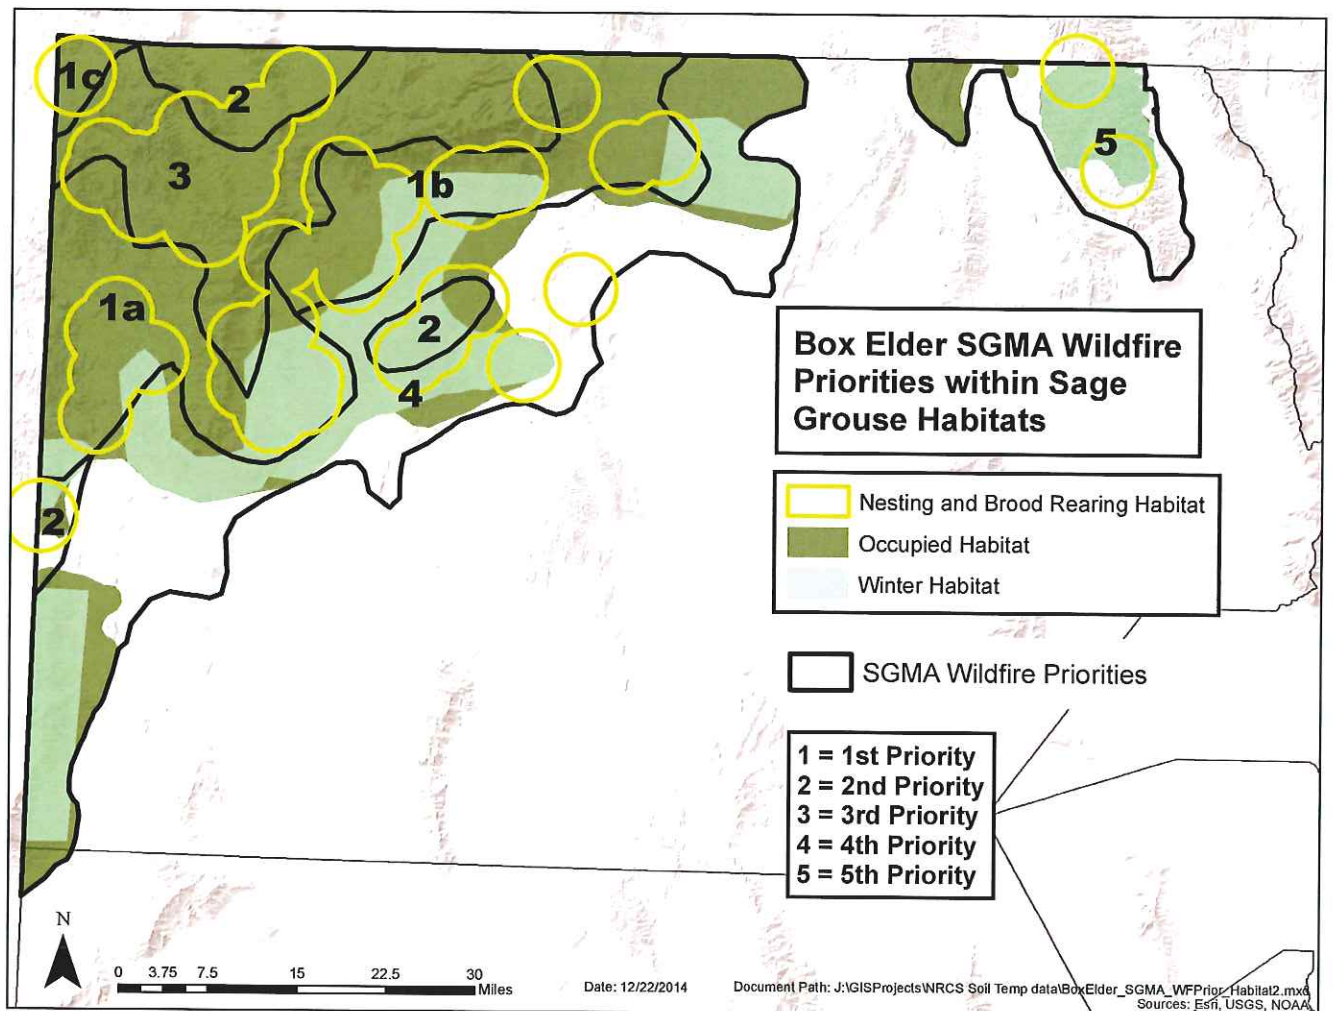 1c
2
3
1b
5
1a
2
4
2
Box Elder SGMA Wildfire
Priorities within Sage
Grouse Habitats
Nesting and Brood Rearing Habitat
Occupied Habitat
Winter Habitat
SGMA Wildfire Priorities
1 = 1st Priority
2 = 2nd Priority
3 = 3rd Priority
4 = 4th Priority
5 = 5th Priority
N
0 3.75 7.5 15 22.5 30
Miles
Date: 12/22/2014
Document Path: J:\GISProjects\NRCS Soil Temp data\BoxElder_SGMA_WFPrior_Habitat2.mxd
Sources: Esri, USGS, NOAA